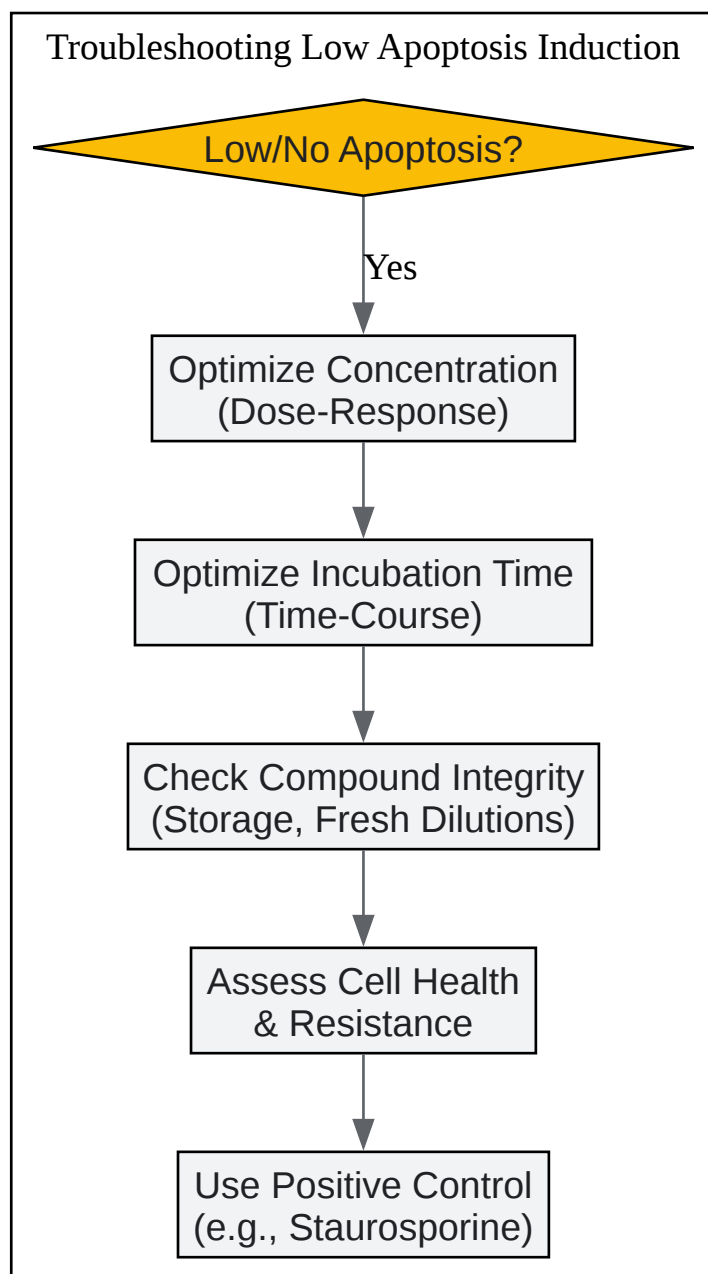 Troubleshooting Low Apoptosis Induction
Low/No Apoptosis?
Yes
Optimize Concentration
(Dose-Response)
Optimize Incubation Time
(Time-Course)
Check Compound Integrity
(Storage, Fresh Dilutions)
Assess Cell Health
& Resistance
Use Positive Control
(e.g., Staurosporine)